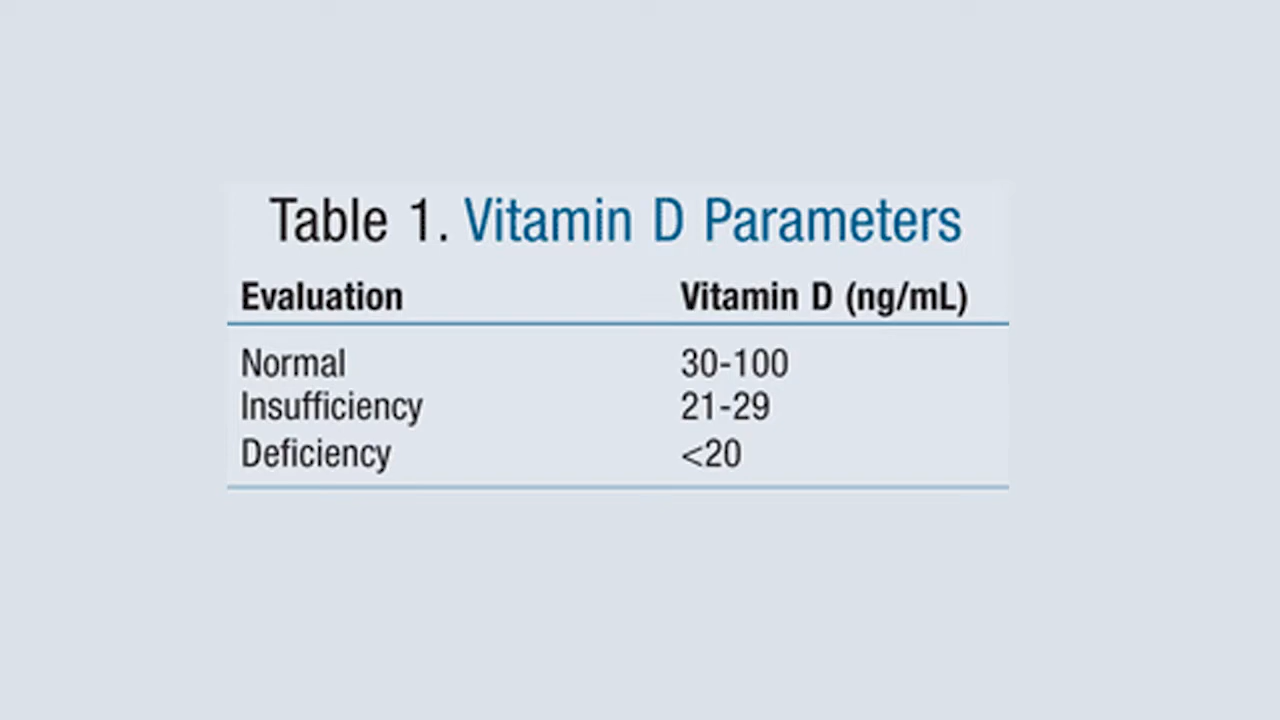 Table 1. Vitamin D Parameters
Evaluation Vitamin D (ng/mL)
Normal 30-100
Insufficiency 21-29
Deficiency <20